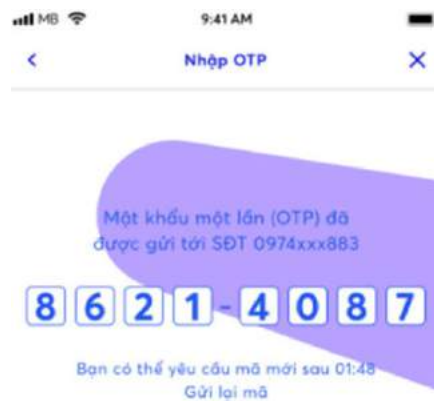 MB 9:41 AM
Nhập OTP
Một khẩu một lần (OTP) đã
được gửi tới SĐT 0974xxx883
8621-4087
Bạn có thể yêu cầu mã mới sau 01:48
Gửi lại mã